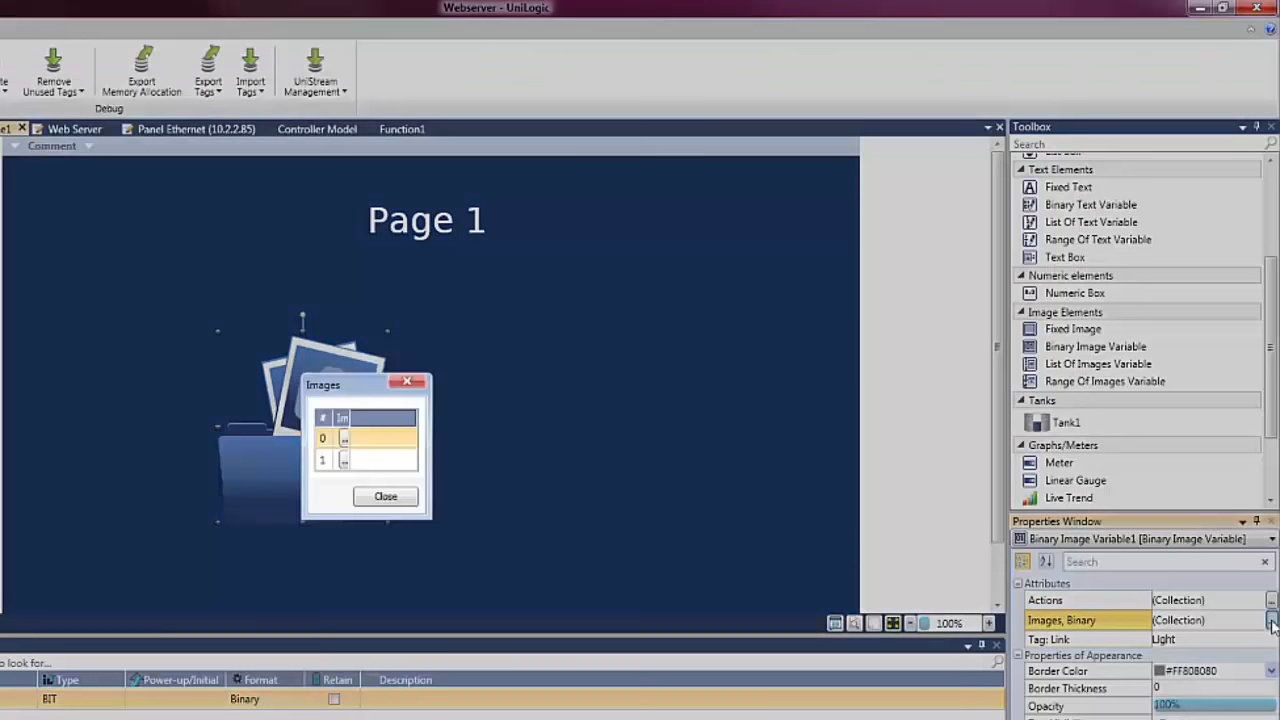 Webserver - UniLogic
Remove Unused Tags
Export Memory Allocation
Export Tags
Import Tags
UniStream Management
Debug
Web Server
Panel Ethernet (10.2.2.85)
Controller Model
Function1
Comment
Page 1
Images
#
Im
0
...
1
...
Close
100%
o look for...
Type
Power-up/Initial
Format
Retain
Description
BIT
Binary
Toolbox
Search
Text Elements
Fixed Text
Binary Text Variable
List Of Text Variable
Range Of Text Variable
Text Box
Numeric elements
Numeric Box
Image Elements
Fixed Image
Binary Image Variable
List Of Images Variable
Range Of Images Variable
Tanks
Tank1
Graphs/Meters
Meter
Linear Gauge
Live Trend
Properties Window
Binary Image Variable1 [Binary Image Variable]
Search
Attributes
Actions (Collection) ...
Images, Binary (Collection)
Tag: Link Light
Properties of Appearance
Border Color #FF808080
Border Thickness 0
Opacity 100%